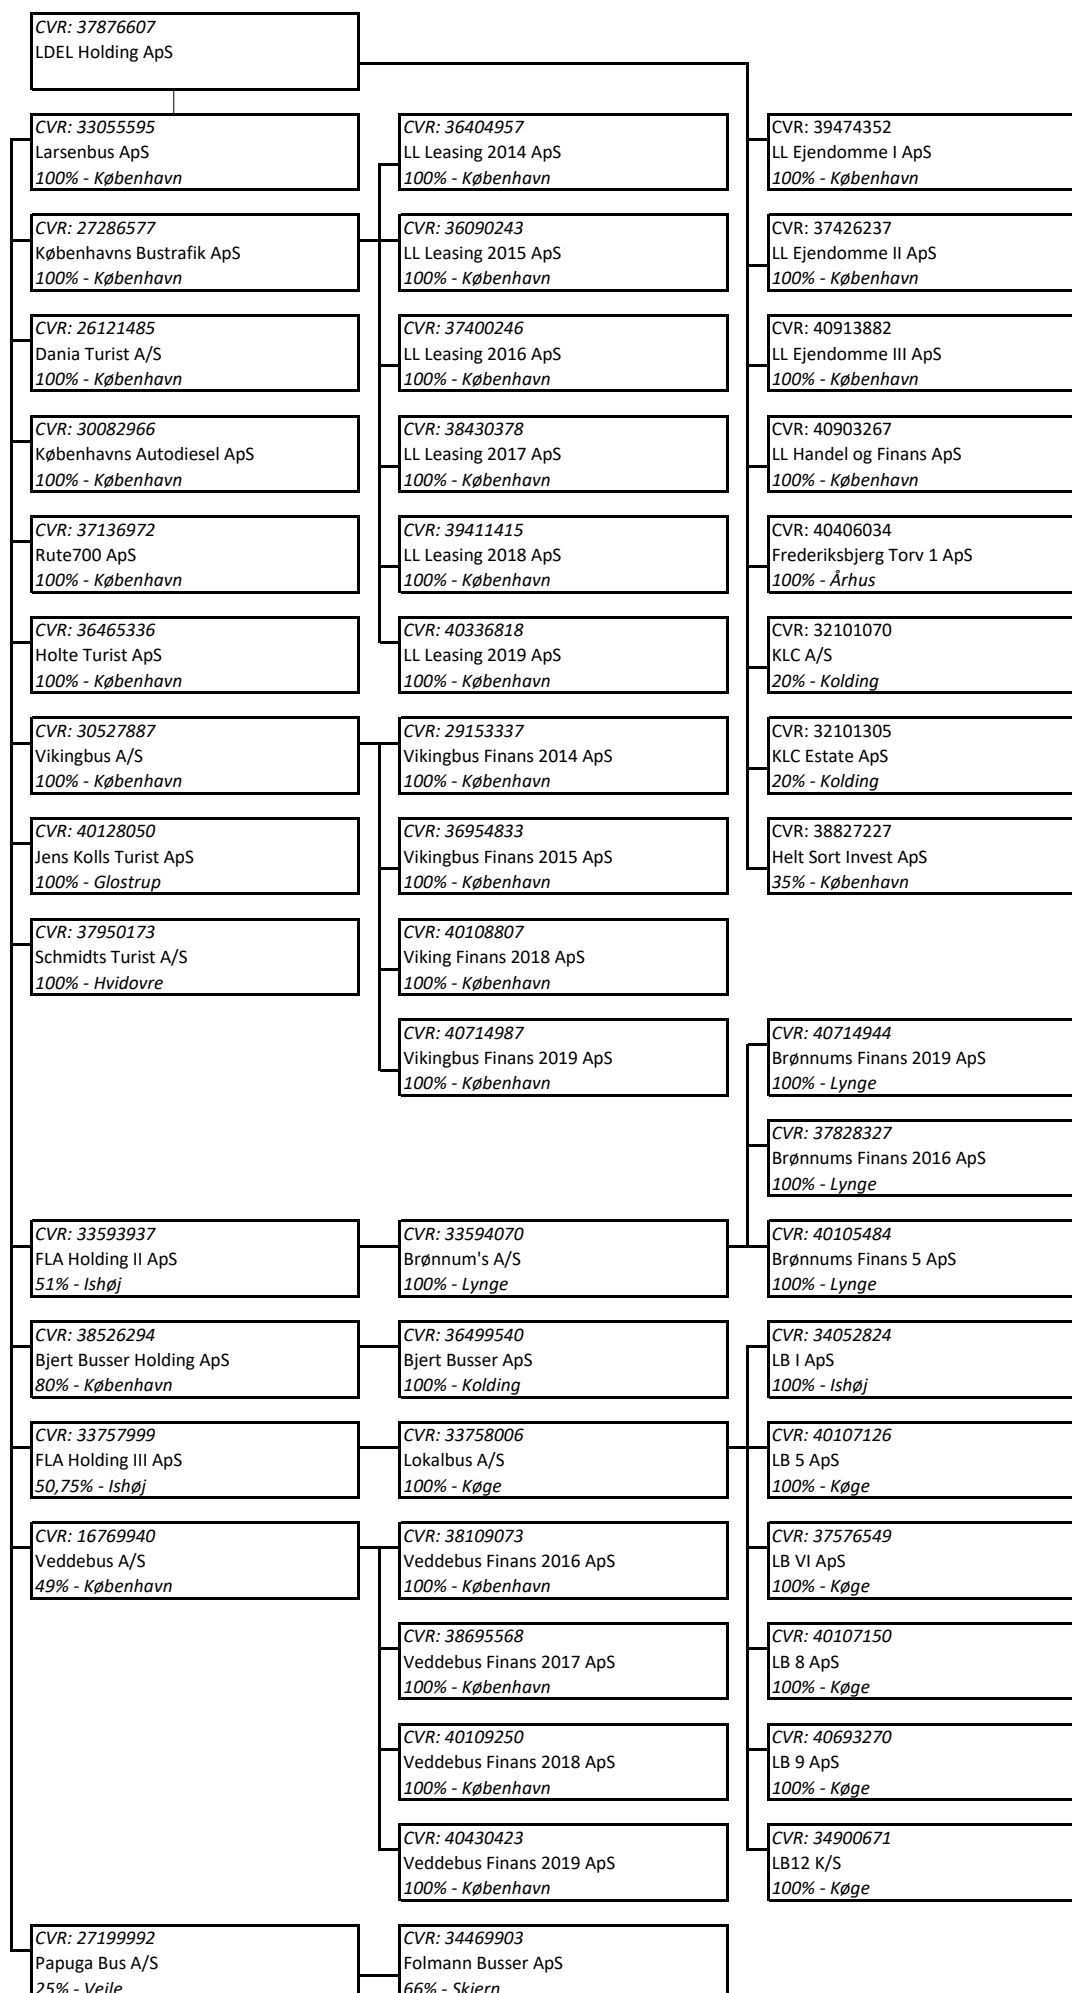 CVR: 37876607
LDEL Holding ApS
CVR: 33055595
Larsenbus ApS
100% - København
CVR: 27286577
Københavns Bustrafik ApS
100% - København
CVR: 26121485
Dania Turist A/S
100% - København
CVR: 30082966
Københavns Autodiesel ApS
100% - København
CVR: 37136972
Rute700 ApS
100% - København
CVR: 36465336
Holte Turist ApS
100% - København
CVR: 30527887
Vikingbus A/S
100% - København
CVR: 40128050
Jens Kolls Turist ApS
100% - Glostrup
CVR: 37950173
Schmidts Turist A/S
100% - Hvidovre
CVR: 33593937
FLA Holding II ApS
51% - Ishøj
CVR: 38526294
Bjert Busser Holding ApS
80% - København
CVR: 33757999
FLA Holding III ApS
50,75% - Ishøj
CVR: 16769940
Veddebus A/S
49% - København
CVR: 27199992
Papuga Bus A/S
25% - Vejle
CVR: 36404957
LL Leasing 2014 ApS
100% - København
CVR: 36090243
LL Leasing 2015 ApS
100% - København
CVR: 37400246
LL Leasing 2016 ApS
100% - København
CVR: 38430378
LL Leasing 2017 ApS
100% - København
CVR: 39411415
LL Leasing 2018 ApS
100% - København
CVR: 40336818
LL Leasing 2019 ApS
100% - København
CVR: 29153337
Vikingbus Finans 2014 ApS
100% - København
CVR: 36954833
Vikingbus Finans 2015 ApS
100% - København
CVR: 40108807
Viking Finans 2018 ApS
100% - København
CVR: 40714987
Vikingbus Finans 2019 ApS
100% - København
CVR: 33594070
Brønnum's A/S
100% - Lynge
CVR: 36499540
Bjert Busser ApS
100% - Kolding
CVR: 33758006
Lokalbus A/S
100% - Køge
CVR: 38109073
Veddebus Finans 2016 ApS
100% - København
CVR: 38695568
Veddebus Finans 2017 ApS
100% - København
CVR: 40109250
Veddebus Finans 2018 ApS
100% - København
CVR: 40430423
Veddebus Finans 2019 ApS
100% - København
CVR: 34469903
Folmann Busser ApS
66% - Skjern
CVR: 39474352
LL Ejendomme I ApS
100% - København
CVR: 37426237
LL Ejendomme II ApS
100% - København
CVR: 40913882
LL Ejendomme III ApS
100% - København
CVR: 40903267
LL Handel og Finans ApS
100% - København
CVR: 40406034
Frederiksbjerg Torv 1 ApS
100% - Århus
CVR: 32101070
KLC A/S
20% - Kolding
CVR: 32101305
KLC Estate ApS
20% - Kolding
CVR: 38827227
Helt Sort Invest ApS
35% - København
CVR: 40714944
Brønnums Finans 2019 ApS
100% - Lynge
CVR: 37828327
Brønnums Finans 2016 ApS
100% - Lynge
CVR: 40105484
Brønnums Finans 5 ApS
100% - Lynge
CVR: 34052824
LB I ApS
100% - Ishøj
CVR: 40107126
LB 5 ApS
100% - Køge
CVR: 37576549
LB VI ApS
100% - Køge
CVR: 40107150
LB 8 ApS
100% - Køge
CVR: 40693270
LB 9 ApS
100% - Køge
CVR: 34900671
LB12 K/S
100% - Køge